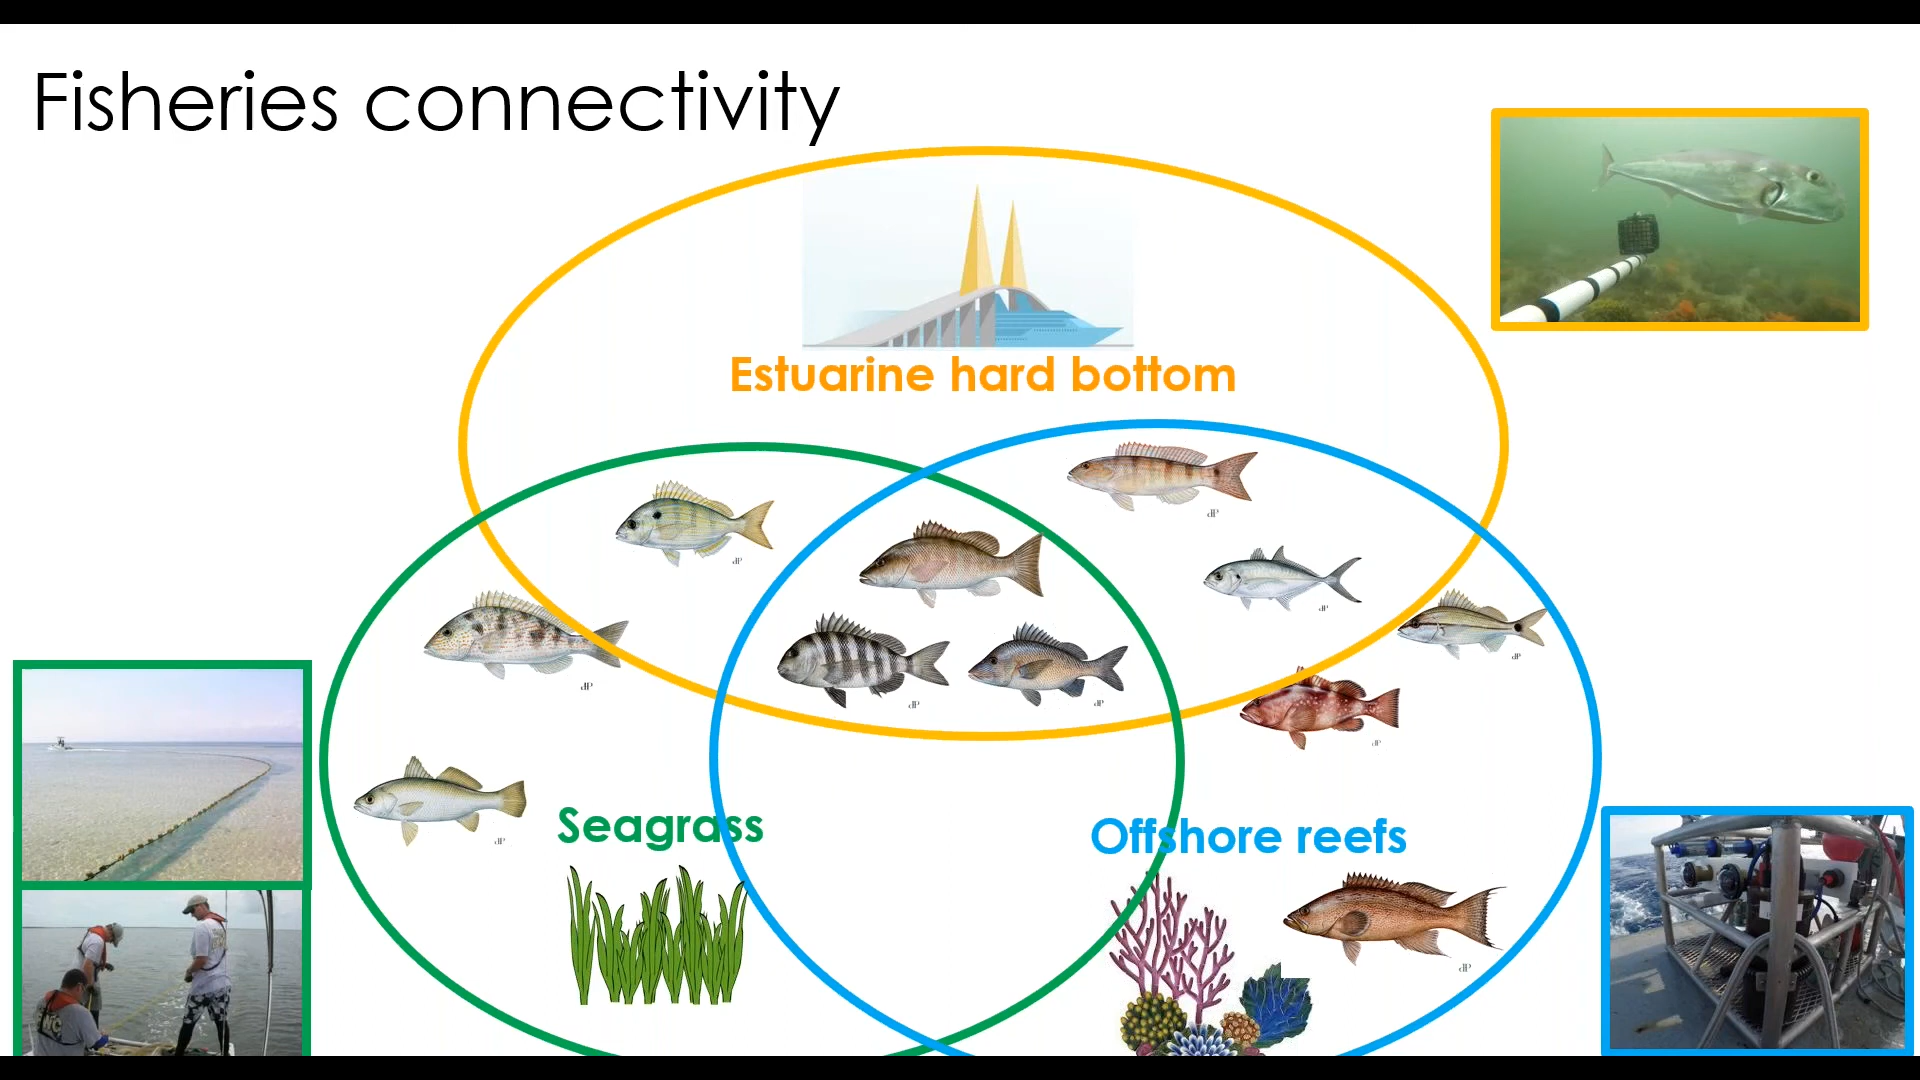 Fisheries connectivity
Estuarine hard bottom
Seagrass
Offshore reefs